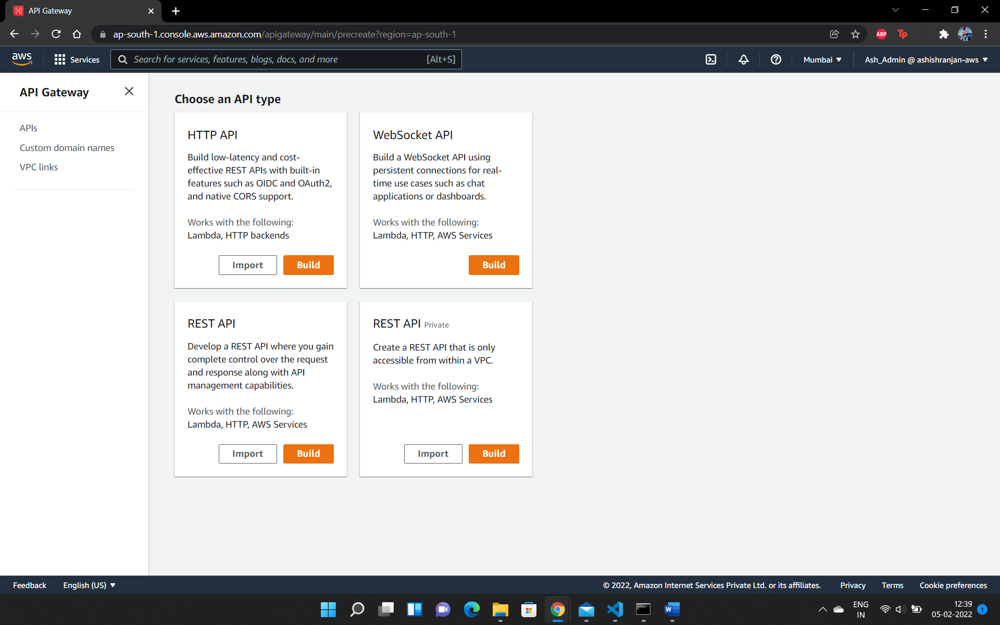 API Gateway
ap-south-1.console.aws.amazon.com/apigateway/main/precreate?region=ap-south-1
ABP
Tp
aws
Services
Search for services, features, blogs, docs, and more
[Alt+S]
Mumbai
Ash_Admin @ ashishranjan-aws
API Gateway
APIs
Custom domain names
VPC links
Choose an API type
HTTP API
Build low-latency and cost-
effective REST APIs with built-in
features such as OIDC and OAuth2,
and native CORS support.
Works with the following:
Lambda, HTTP backends
Import
Build
WebSocket API
Build a WebSocket API using
persistent connections for real-
time use cases such as chat
applications or dashboards.
Works with the following:
Lambda, HTTP, AWS Services
Build
REST API
Develop a REST API where you gain
complete control over the request
and response along with API
management capabilities.
Works with the following:
Lambda, HTTP, AWS Services
Import
Build
REST API Private
Create a REST API that is only
accessible from within a VPC.
Works with the following:
Lambda, HTTP, AWS Services
Import
Build
Feedback
English (US)
© 2022, Amazon Internet Services Private Ltd. or its affiliates.
Privacy
Terms
Cookie preferences
W
ENG
IN
12:39
05-02-2022
1